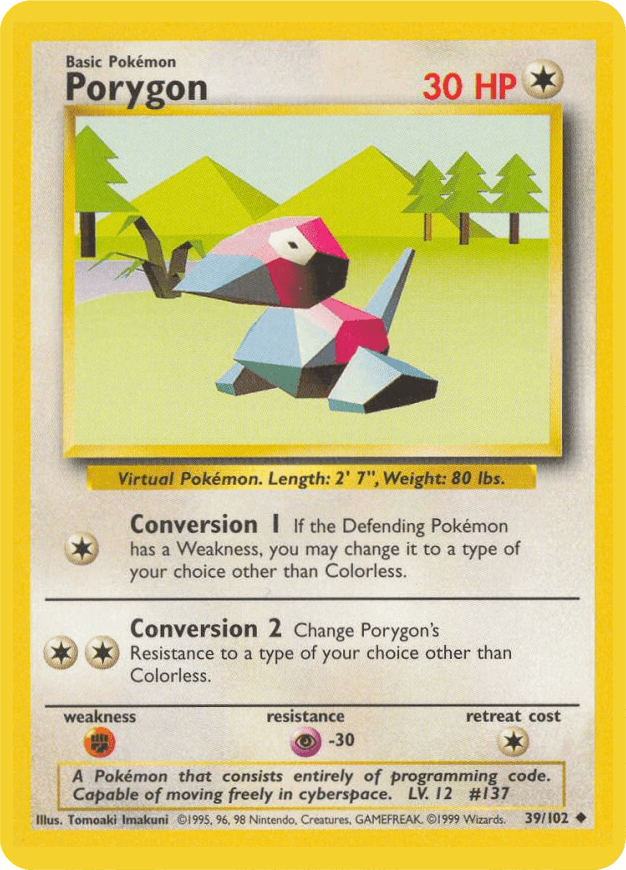 Basic Pokémon
Porygon 30 HP
Virtual Pokémon. Length: 2' 7", Weight: 80 lbs.
Conversion 1 If the Defending Pokémon
has a Weakness, you may change it to a type of
your choice other than Colorless.
Conversion 2 Change Porygon's
Resistance to a type of your choice other than
Colorless.
weakness resistance retreat cost
-30
A Pokémon that consists entirely of programming code.
Capable of moving freely in cyberspace. LV. 12 #137
Illus. Tomoaki Imakuni ©1995, 96, 98 Nintendo, Creatures, GAMEFREAK. ©1999 Wizards. 39/102